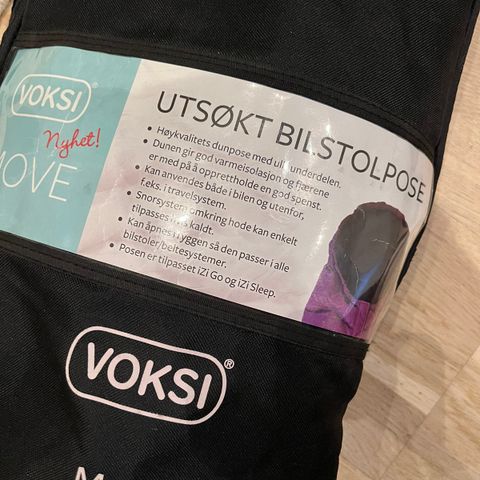 VOKSI
Nyhet!
MOVE
UTSØKT BILSTOLPOSE
• Høykvalitets dunpose med ull i underdelen.
• Dunen gir god varmeisolasjon og fjærene
er med på å opprettholde en god spenst.
• Kan anvendes både i bilen og utenfor,
f.eks. i travelsystem.
• Snorsystem omkring hode kan enkelt
tilpasses hvis kaldt.
• Kan åpnes i ryggen så den passer i alle
bilstoler/beltesystemer.
• Posen er tilpasset iZi Go og iZi Sleep.
VOKSI®